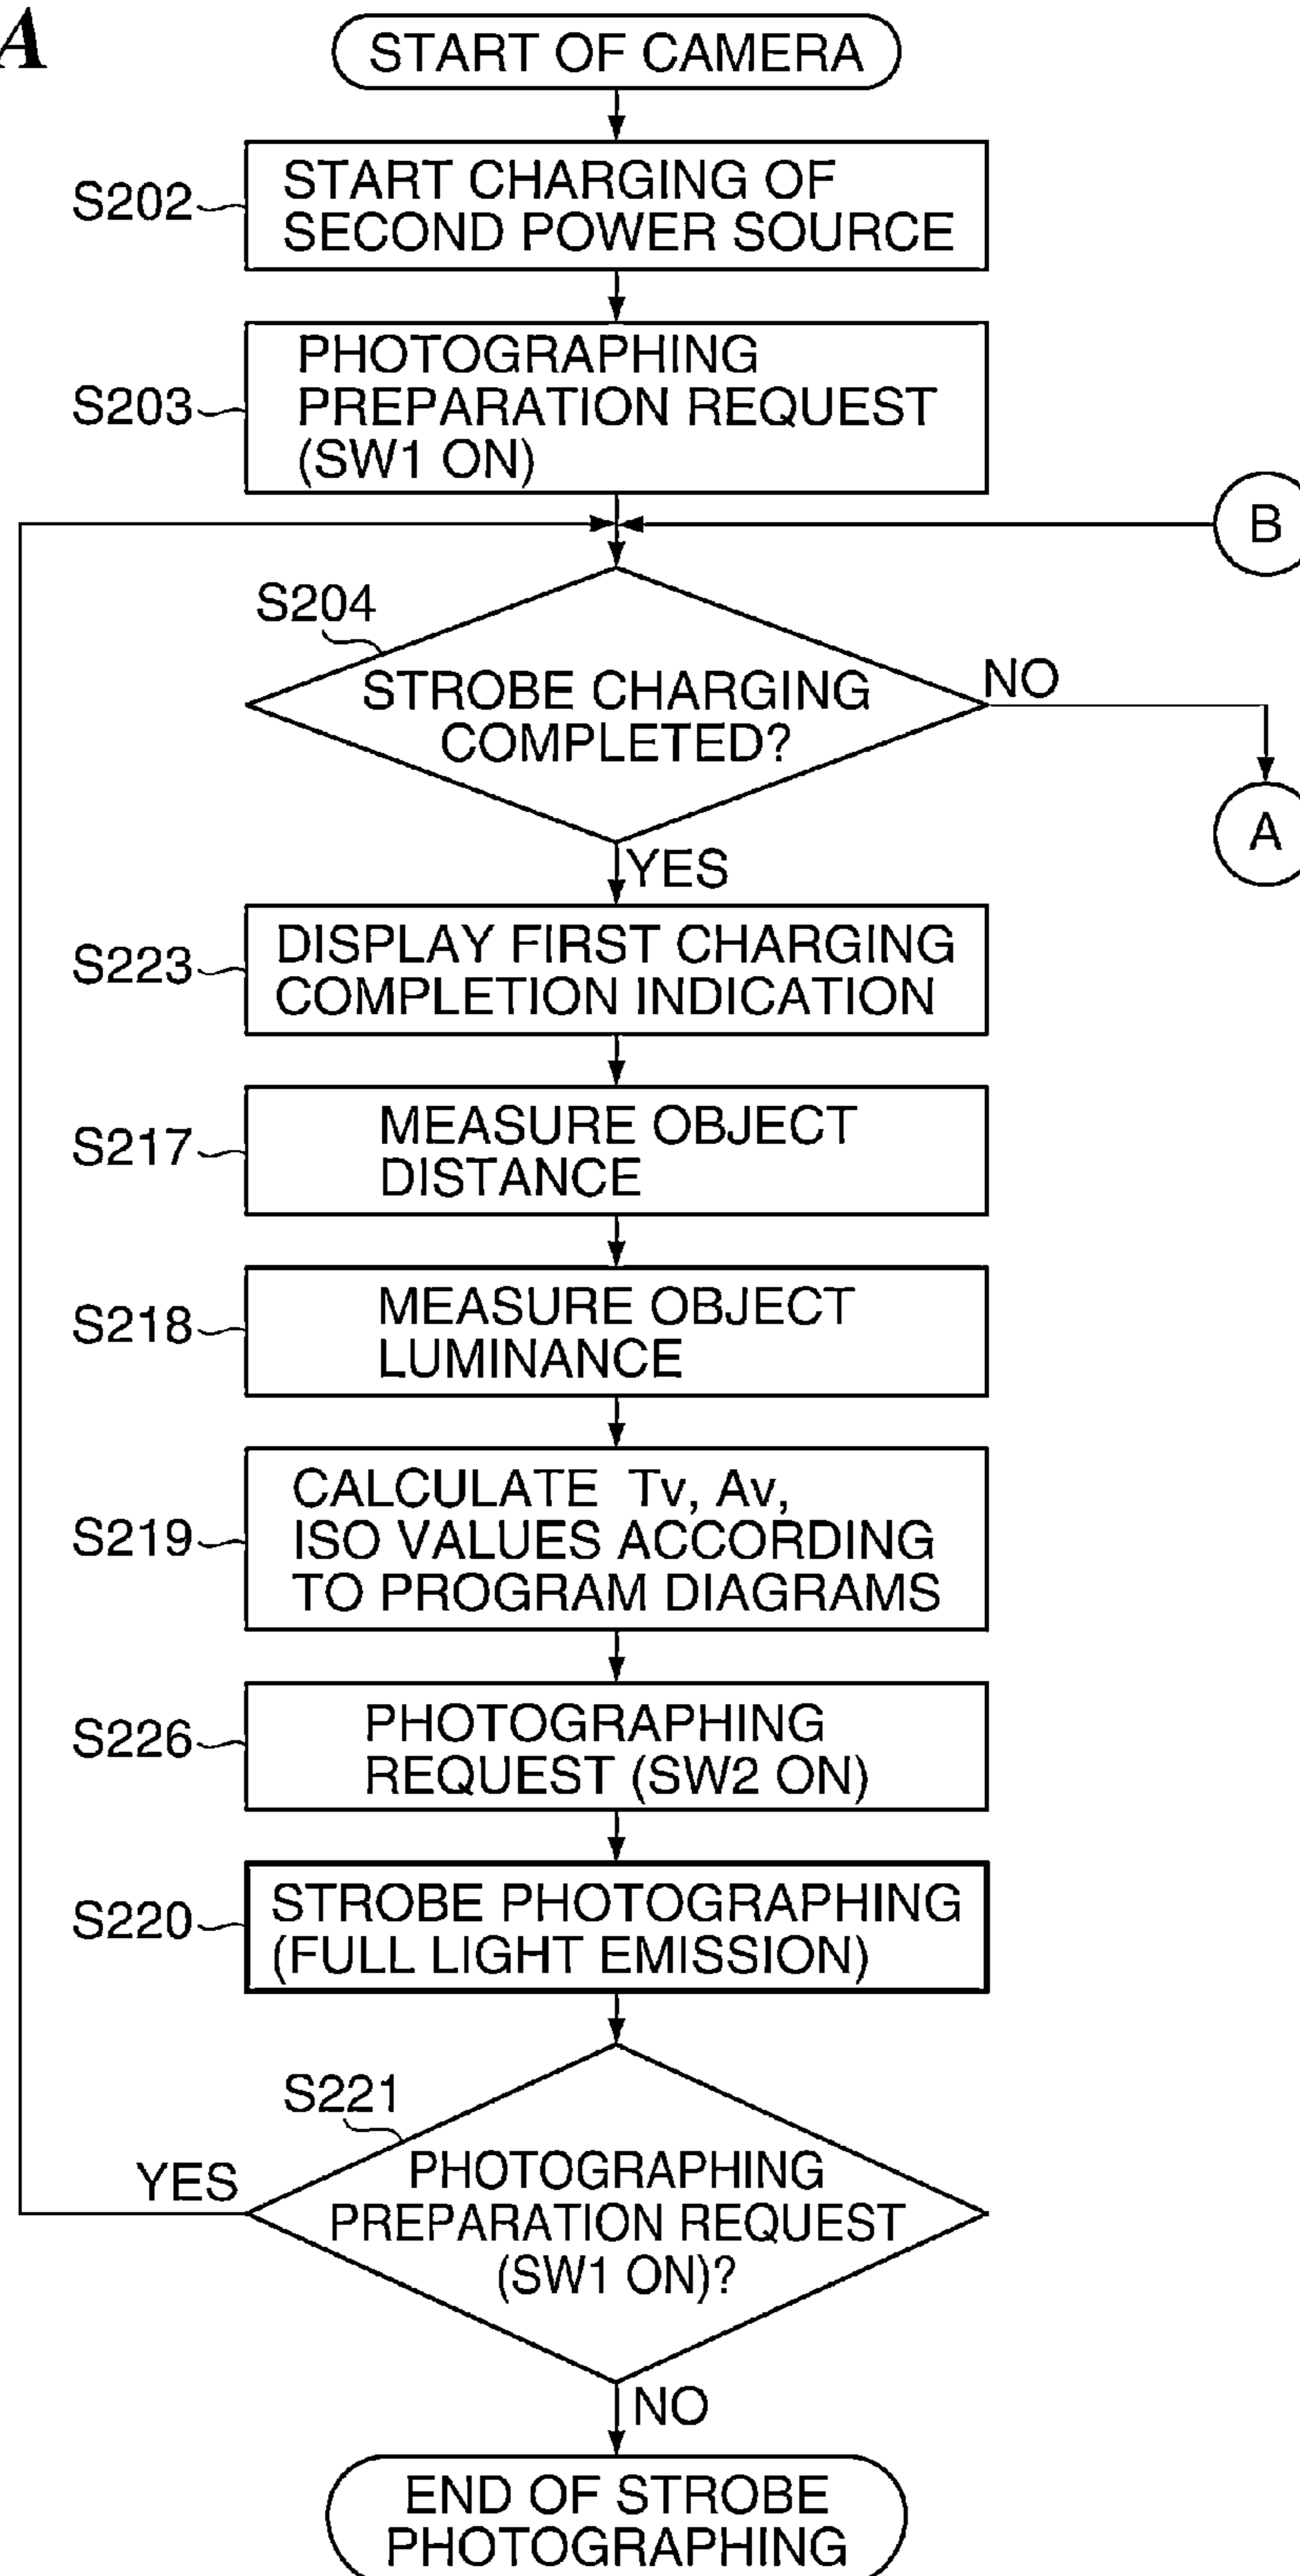 A
START OF CAMERA
S202
START CHARGING OF
SECOND POWER SOURCE
S203
PHOTOGRAPHING
PREPARATION REQUEST
(SW1 ON)
B
S204
STROBE CHARGING
COMPLETED?
NO
A
YES
S223
DISPLAY FIRST CHARGING
COMPLETION INDICATION
S217
MEASURE OBJECT
DISTANCE
S218
MEASURE OBJECT
LUMINANCE
S219
CALCULATE Tv, Av,
ISO VALUES ACCORDING
TO PROGRAM DIAGRAMS
S226
PHOTOGRAPHING
REQUEST (SW2 ON)
S220
STROBE PHOTOGRAPHING
(FULL LIGHT EMISSION)
S221
YES
PHOTOGRAPHING
PREPARATION REQUEST
(SW1 ON)?
NO
END OF STROBE
PHOTOGRAPHING